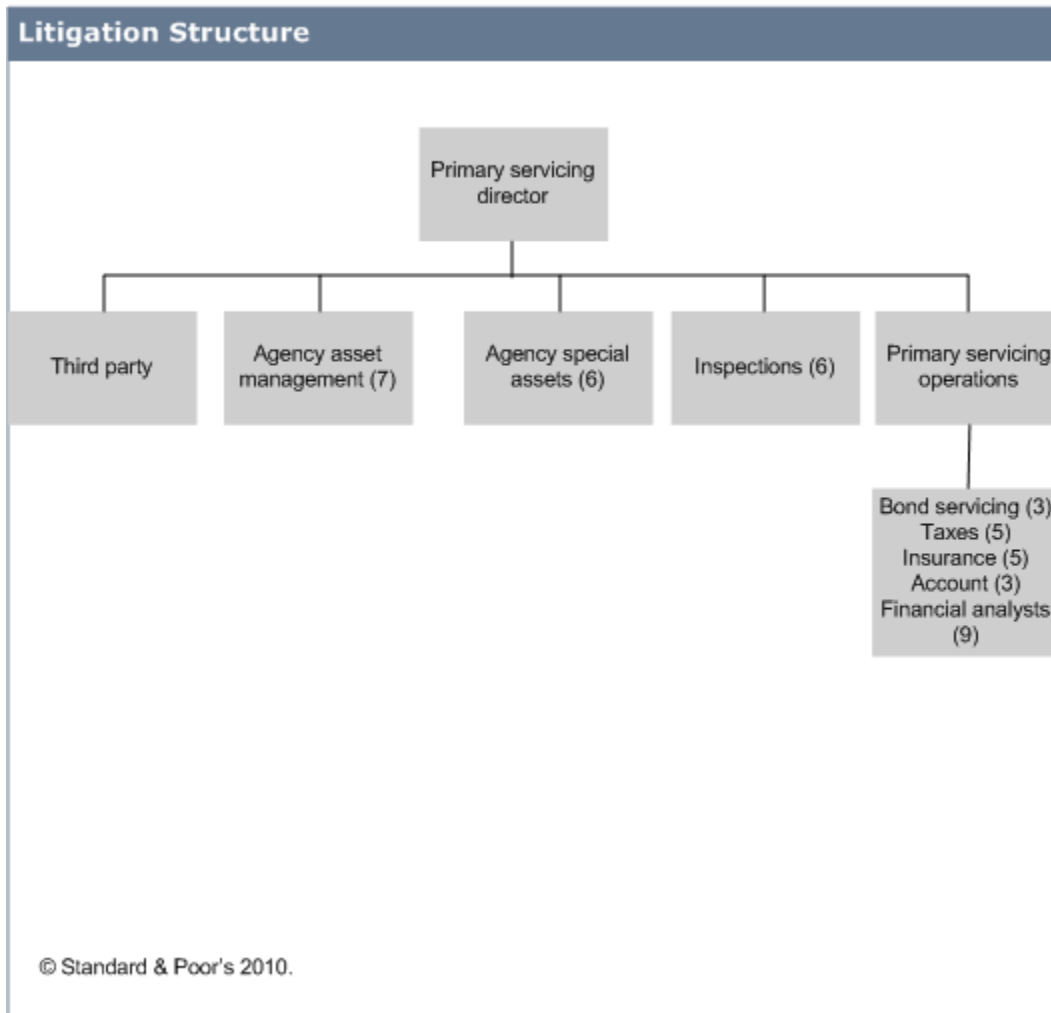 Litigation Structure
Primary servicing
director
Third party
Agency asset
management (7)
Agency special
assets (6)
Inspections (6)
Primary servicing
operations
Bond servicing (3)
Taxes (5)
Insurance (5)
Account (3)
Financial analysts
(9)
© Standard & Poor's 2010.